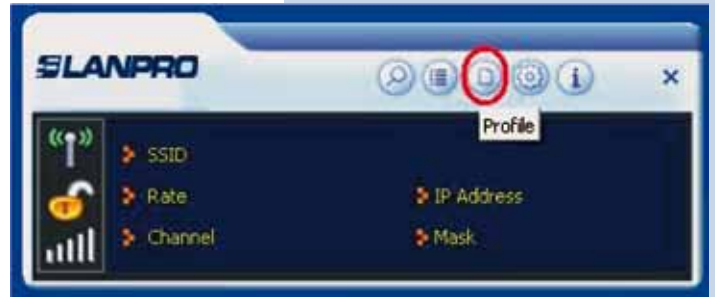 LANPRO
Profile
SSID
Rate
IP Address
Channel
Mask